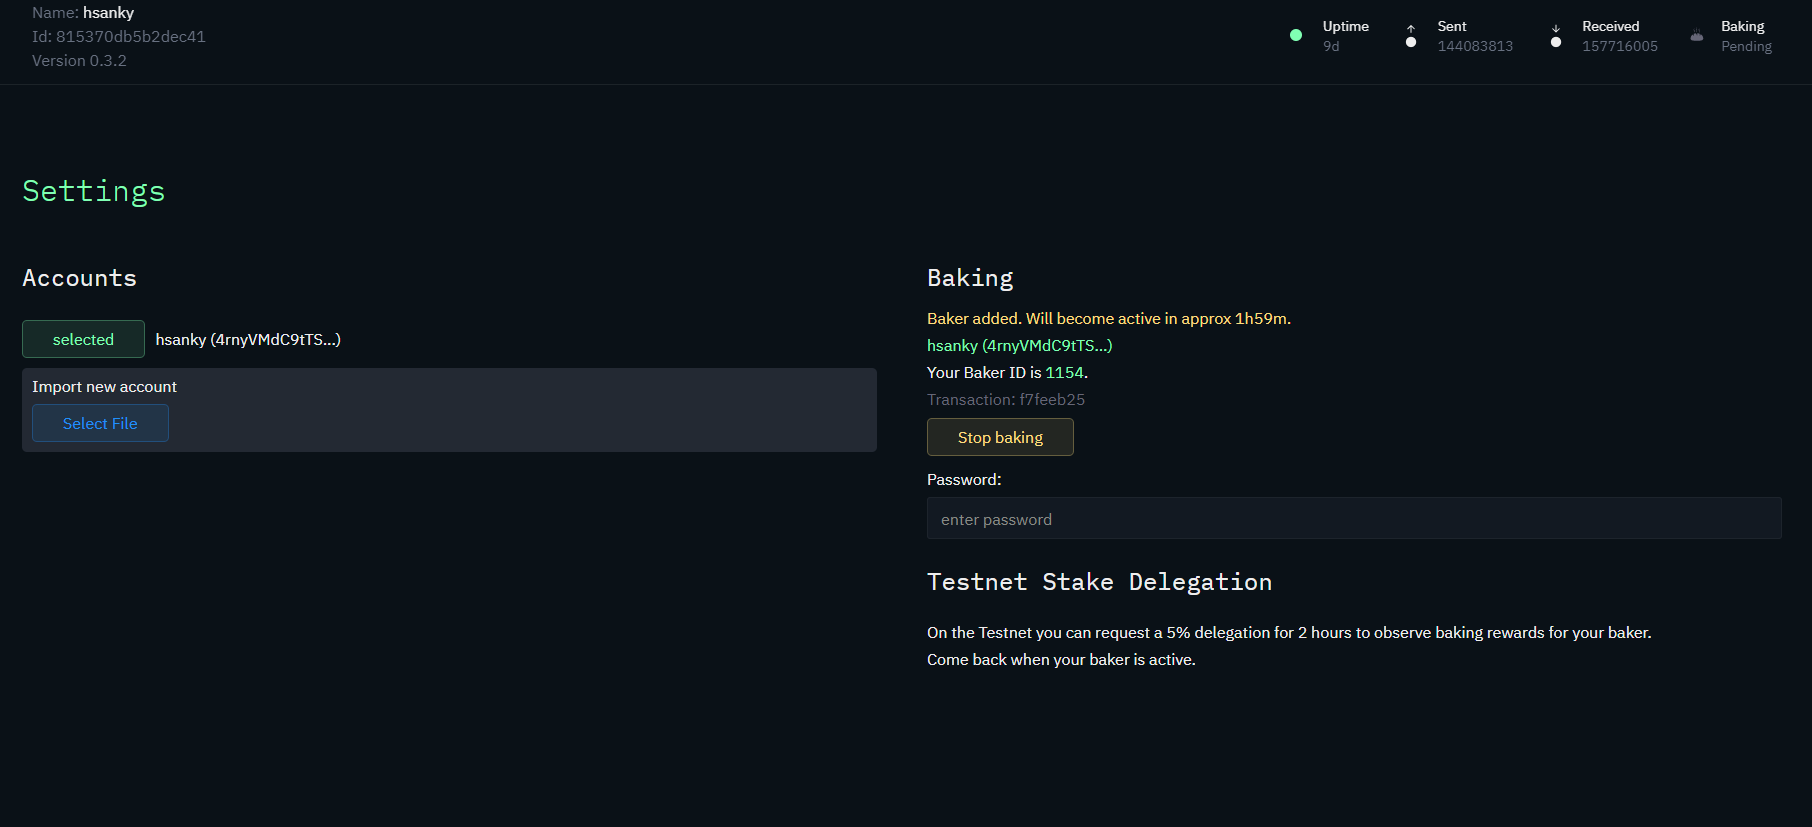 Name: hsanky
Id: 815370db5b2dec41
Version 0.3.2
Uptime
9d
Sent
144083813
Received
157716005
Baking
Pending
Settings
Accounts
selected
hsanky (4rnyVMdC9tTS...)
Import new account
Select File
Baking
Baker added. Will become active in approx 1h59m.
hsanky (4rnyVMdC9tTS...)
Your Baker ID is 1154.
Transaction: f7feeb25
Stop baking
Password:
enter password
Testnet Stake Delegation
On the Testnet you can request a 5% delegation for 2 hours to observe baking rewards for your baker.
Come back when your baker is active.